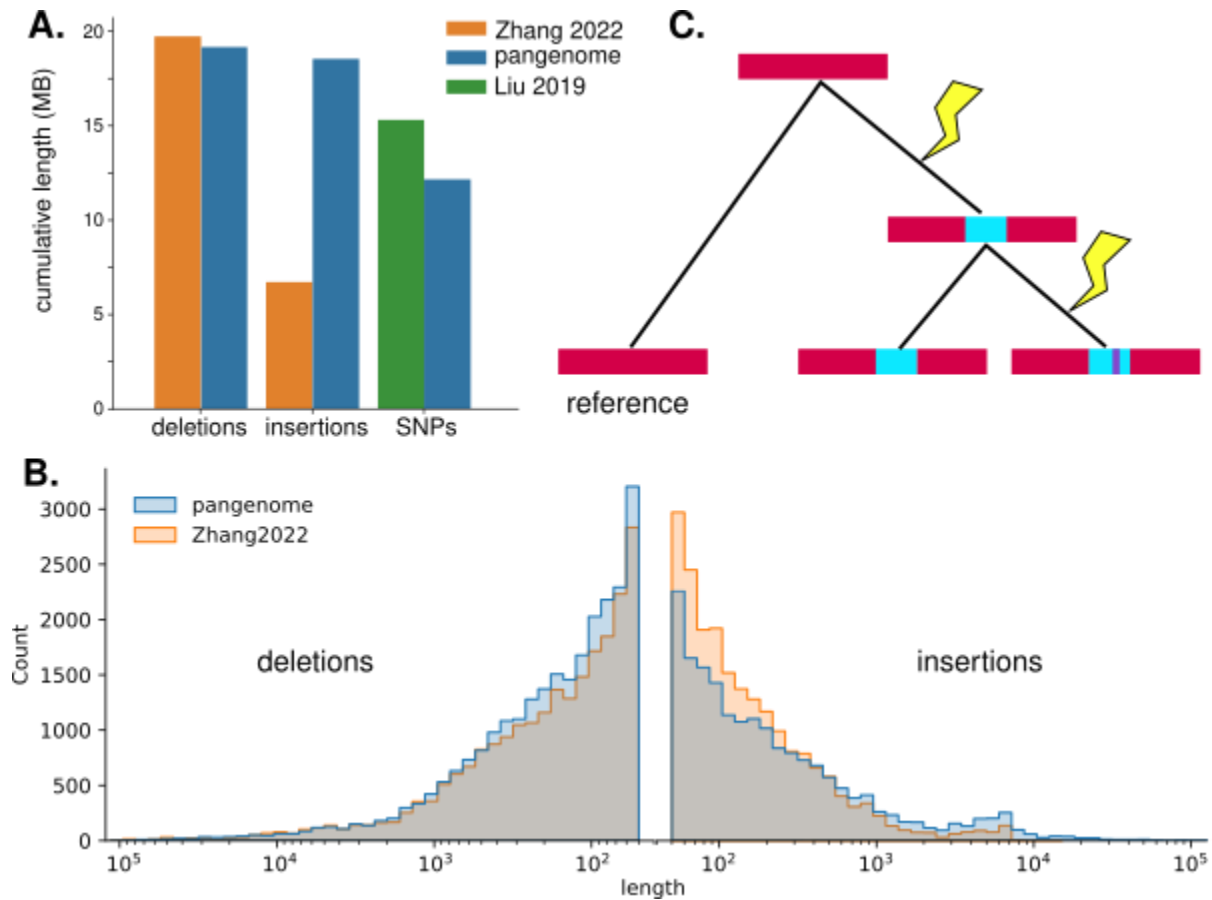 A.
cumulative length (MB)
20
15
10
5
0
deletions insertions SNPs
Zhang 2022
pangenome
Liu 2019
C.
reference
B.
Count
3000
2500
2000
1500
1000
500
0
pangenome
Zhang2022
deletions
insertions
10⁵ 10⁴ 10³ 10² 10² 10³ 10⁴ 10⁵
length